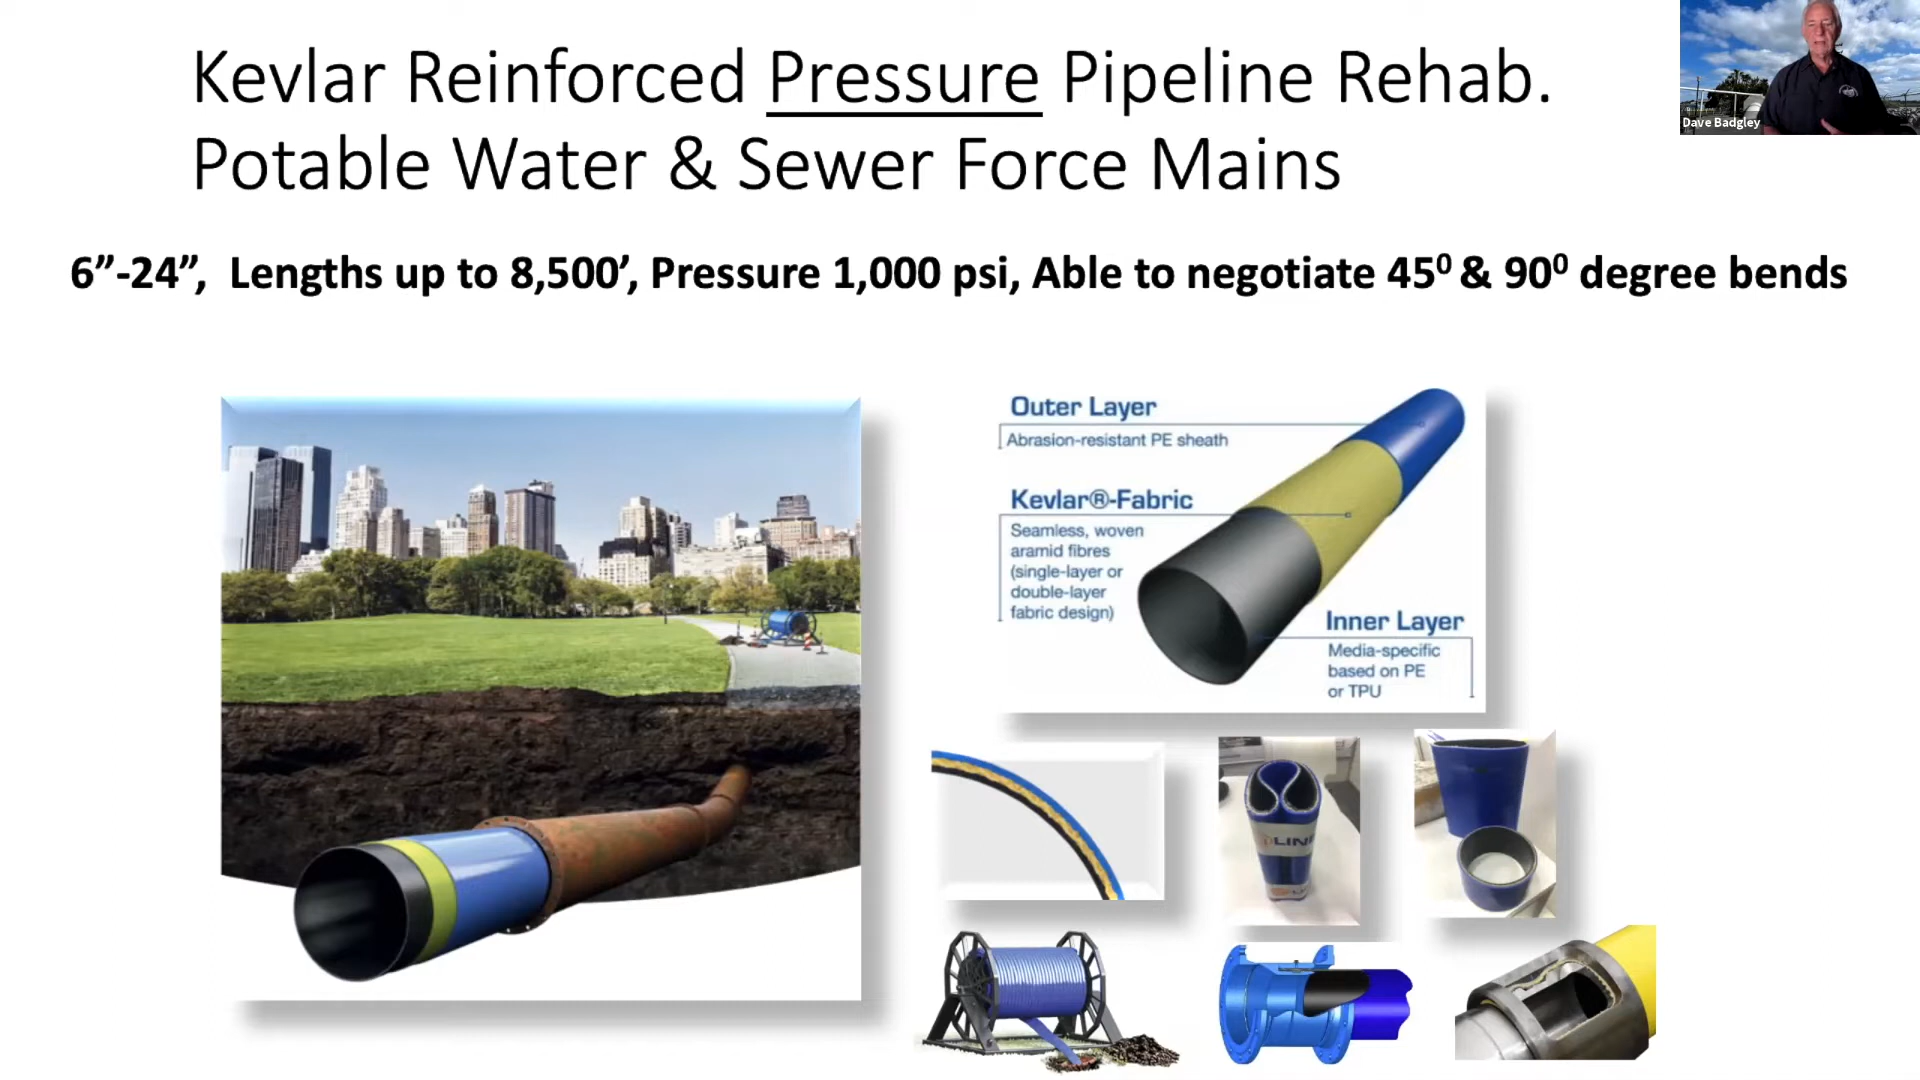 Kevlar Reinforced Pressure Pipeline Rehab.
Potable Water & Sewer Force Mains
Dave Badgley
6”-24”, Lengths up to 8,500’, Pressure 1,000 psi, Able to negotiate 45⁰ & 90⁰ degree bends
Outer Layer
Abrasion-resistant PE sheath
Kevlar®-Fabric
Seamless, woven
aramid fibres
(single-layer or
double-layer
fabric design)
Inner Layer
Media-specific
based on PE
or TPU